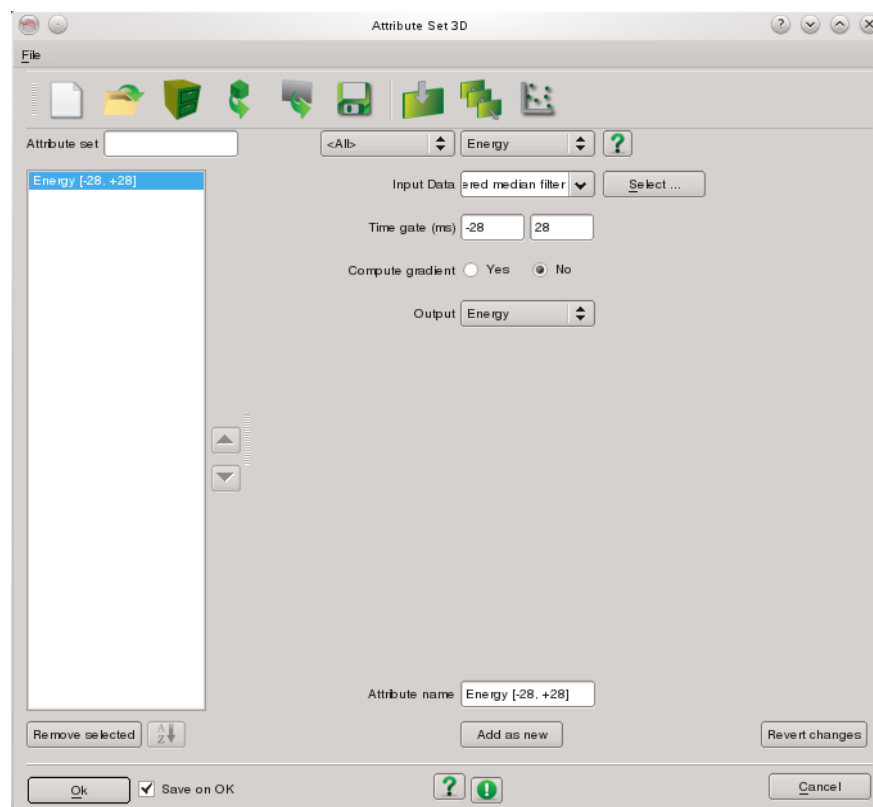 Attribute Set 3D
File
Attribute set <All> Energy ?
Energy [-28, +28]
Input Data ered median filter Select ...
Time gate (ms) -28 28
Compute gradient Yes No
Output Energy
Attribute name Energy [-28, +28]
Remove selected A Z Add as new Revert changes
Ok Save on OK ? ! Cancel